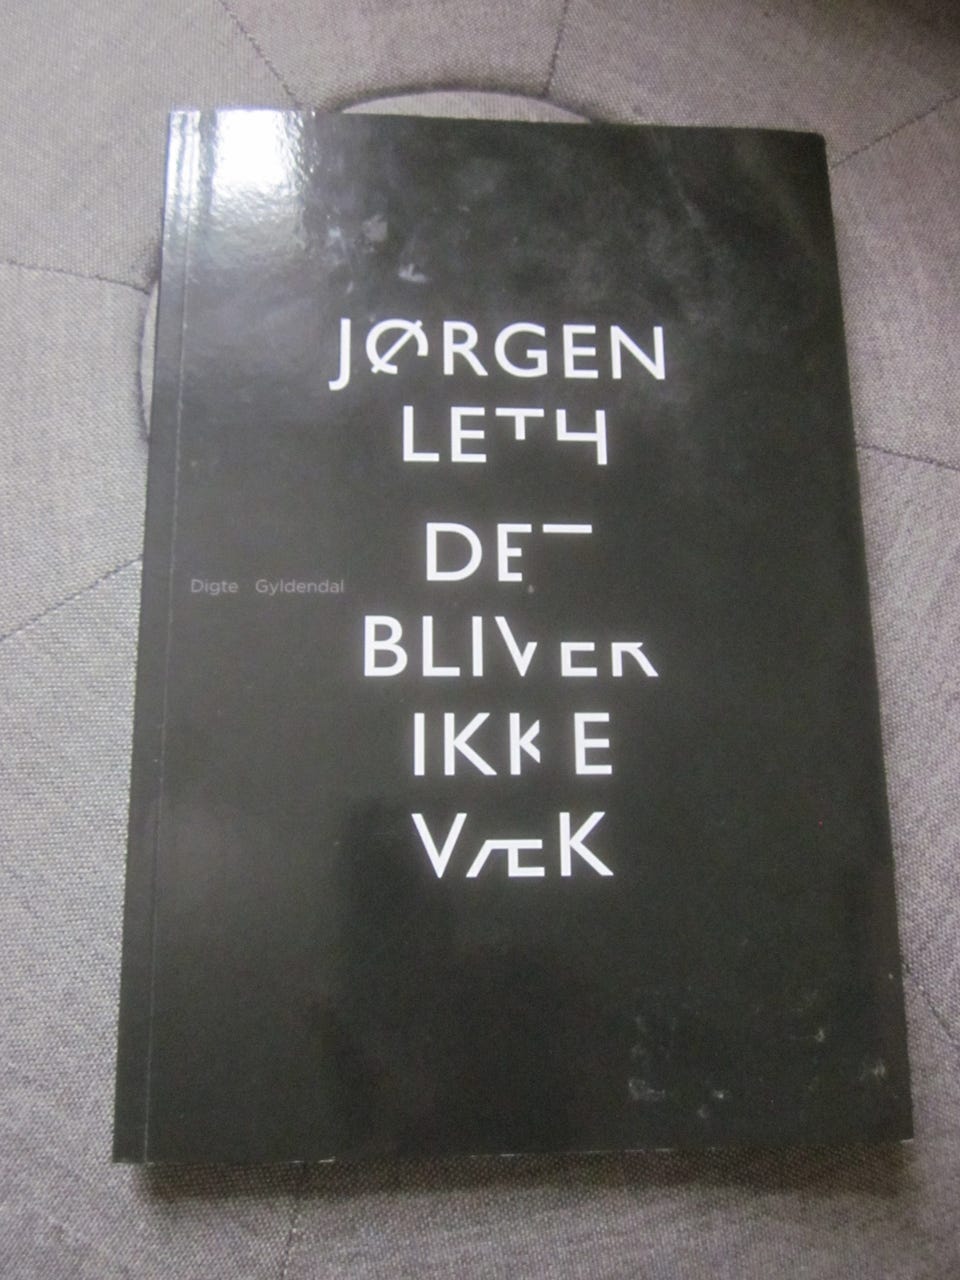 JØRGEN
LETH
DET
BLIVER
IKKE
VÆK
Digte Gyldendal